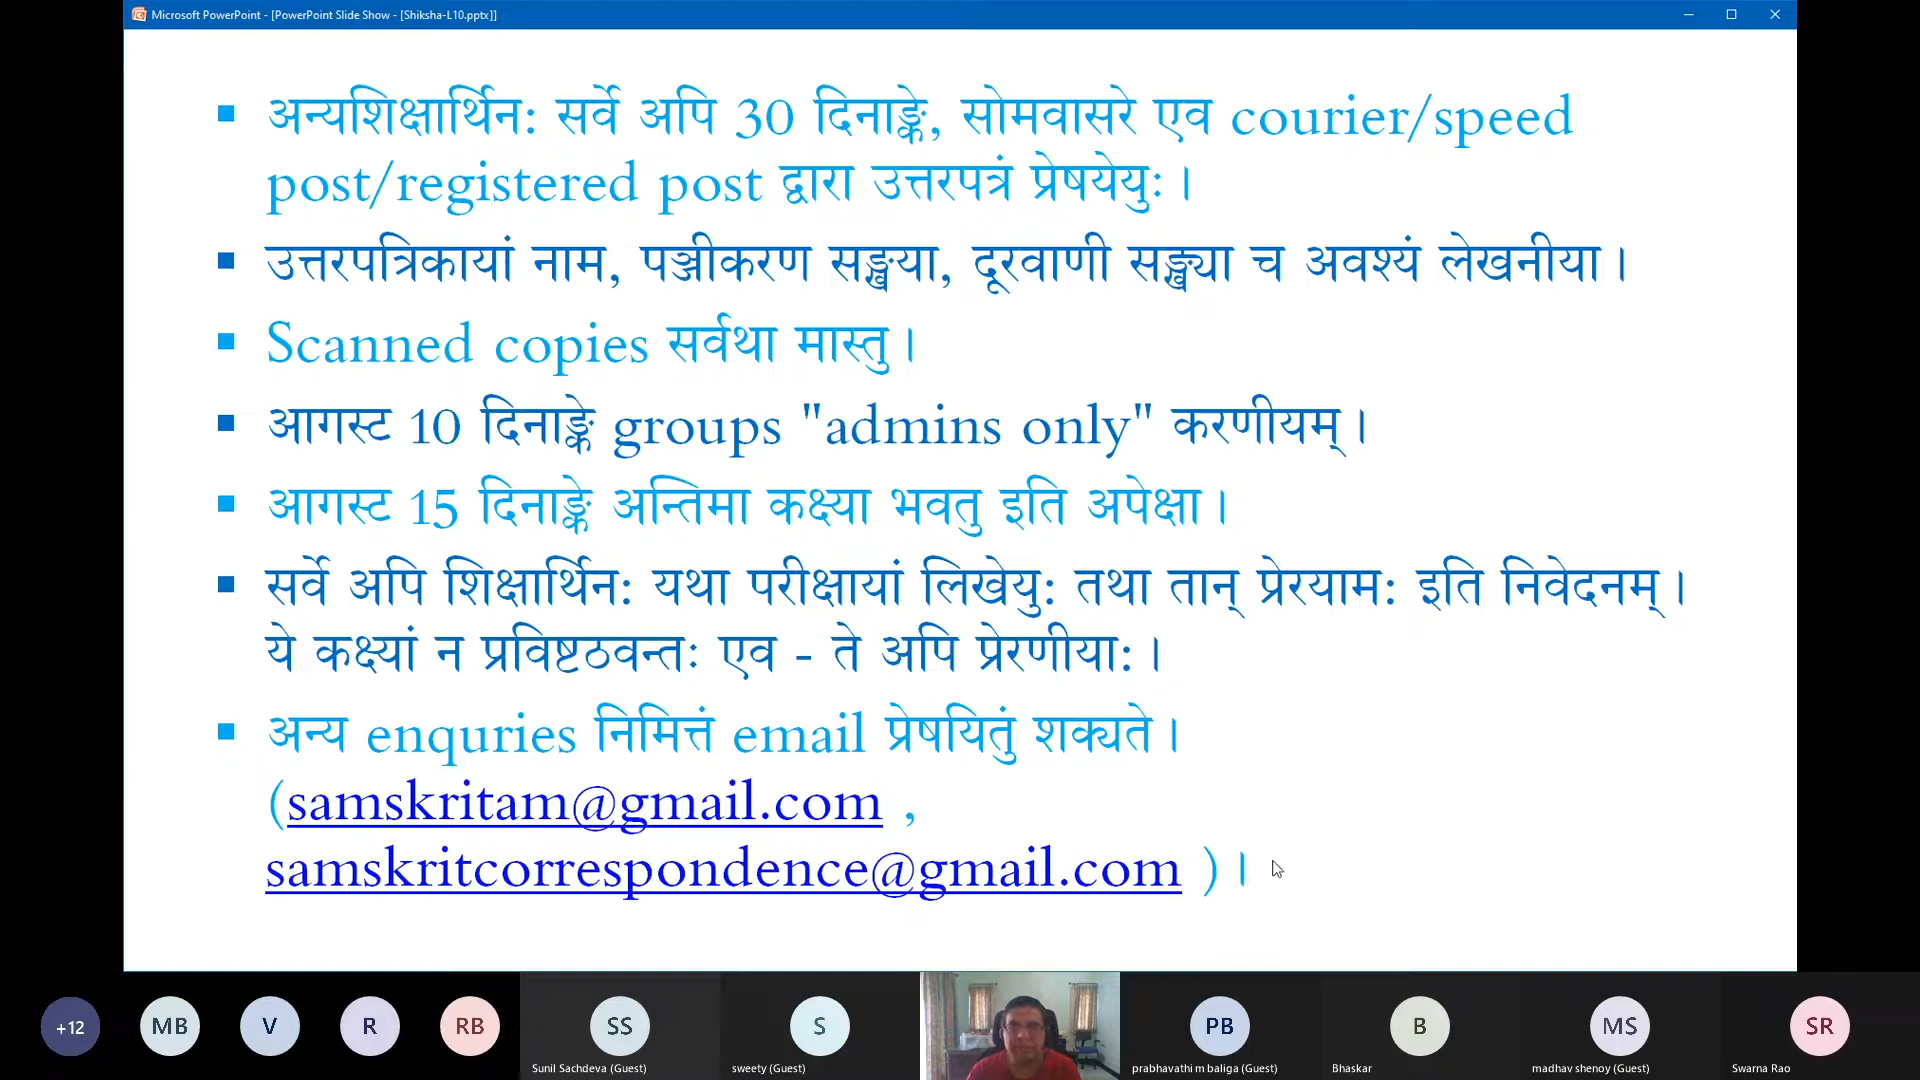 Microsoft PowerPoint - [PowerPoint Slide Show - [Shiksha-L10.pptx]]
अन्यशिक्षार्थिन: सर्वे अपि 30 दिनाङ्के, सोमवासरे एव courier/speed
post/registered post द्वारा उत्तरपत्रं प्रेषयेयुः ।
उत्तरपत्रिकायां नाम, पञ्जीकरण सङ्खया, दूरवाणी सङ्ख्या च अवश्यं लेखनीया ।
Scanned copies सर्वथा मास्तु ।
आगस्ट 10 दिनाङ्के groups "admins only" करणीयम् ।
आगस्ट 15 दिनाङ्के अन्तिमा कक्ष्या भवतु इति अपेक्षा ।
सर्वे अपि शिक्षार्थिन: यथा परीक्षायां लिखेयु: तथा तान् प्रेरयाम: इति निवेदनम् ।
ये कक्ष्यां न प्रविष्टठवन्तः एव - ते अपि प्रेरणीया: ।
अन्य enquries निमित्तं email प्रेषयितुं शक्यते ।
(samskritam@gmail.com ,
samskritcorrespondence@gmail.com ) ।
+12 MB V R RB SS S PB B MS SR
Sunil Sachdeva (Guest) sweety (Guest) prabhavathi m baliga (Guest) Bhaskar madhav shenoy (Guest) Swarna Rao